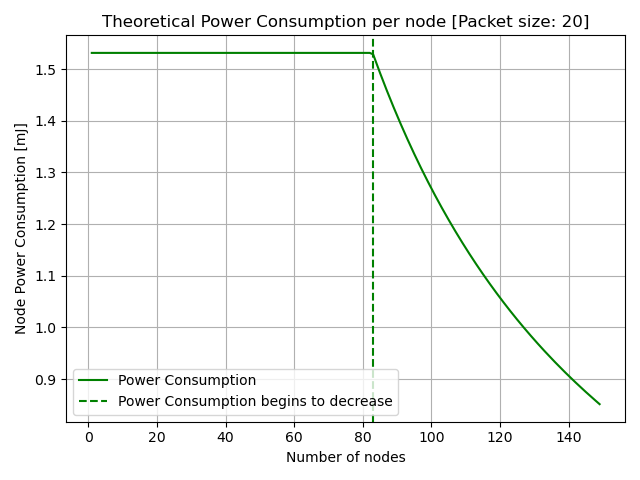 Theoretical Power Consumption per node [Packet size: 20]
Node Power Consumption [mJ]
1.5
1.4
1.3
1.2
1.1
1.0
0.9
Power Consumption
Power Consumption begins to decrease
0 20 40 60 80 100 120 140
Number of nodes